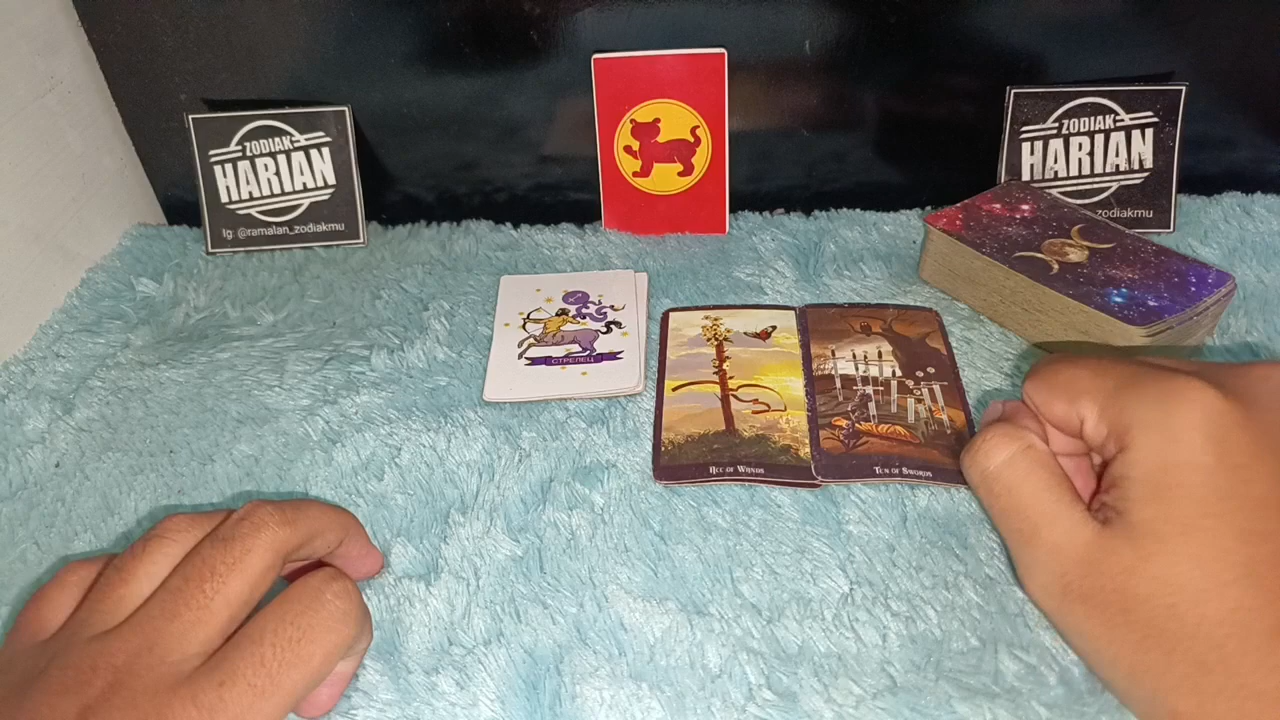 ZODIAK
HARIAN
Ig: @ramalan_zodiakmu
ZODIAK
HARIAN
zodiakmu
СТРЕЛЕЦ
Ace of Wands
Ten of Swords